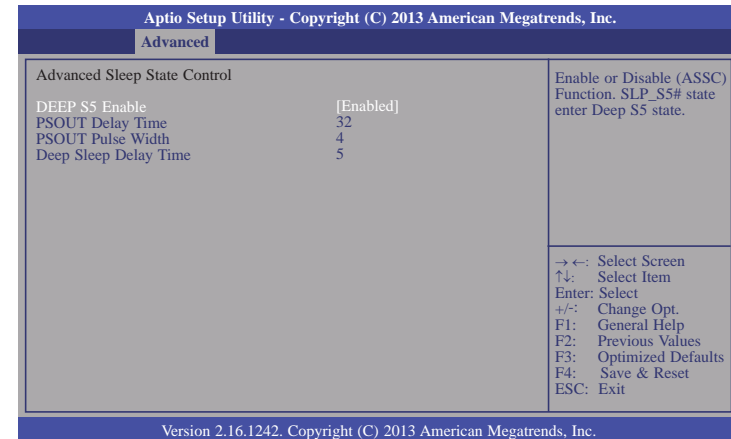 Aptio Setup Utility - Copyright (C) 2013 American Megatrends, Inc.
Advanced
Advanced Sleep State Control
DEEP S5 Enable [Enabled]
PSOUT Delay Time 32
PSOUT Pulse Width 4
Deep Sleep Delay Time 5
Enable or Disable (ASSC)
Function. SLP_S5# state
enter Deep S5 state.
→←: Select Screen
↑↓: Select Item
Enter: Select
+/-: Change Opt.
F1: General Help
F2: Previous Values
F3: Optimized Defaults
F4: Save & Reset
ESC: Exit
Version 2.16.1242. Copyright (C) 2013 American Megatrends, Inc.